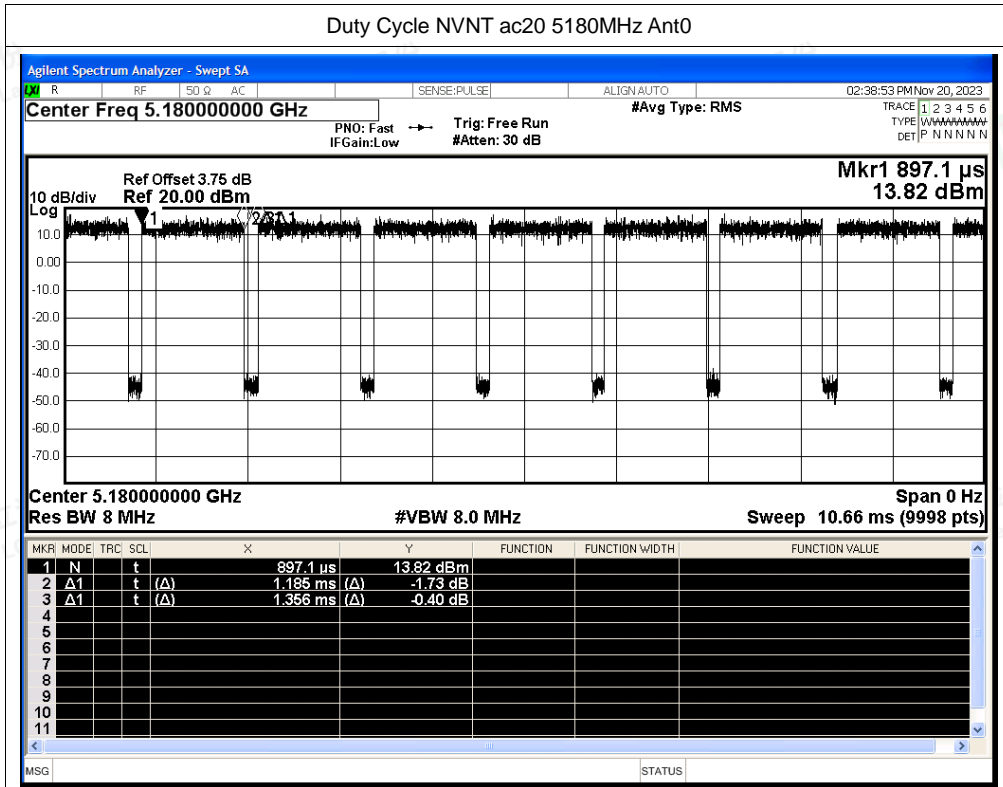 Duty Cycle NVNT ac20 5180MHz Ant0
Agilent Spectrum Analyzer - Swept SA
LXI R RF 50 Ω AC SENSE:PULSE ALIGN AUTO 02:38:53 PM Nov 20, 2023
Center Freq 5.180000000 GHz #Avg Type: RMS TRACE 1 2 3 4 5 6
PNO: Fast Trig: Free Run TYPE WWWWWW
IFGain:Low #Atten: 30 dB DET P N N N N N
Mkr1 897.1 µs
Ref Offset 3.75 dB
10 dB/div Ref 20.00 dBm 13.82 dBm
Log
1 2Δ1 3Δ1
10.0
0.00
-10.0
-20.0
-30.0
-40.0
-50.0
-60.0
-70.0
Center 5.180000000 GHz Span 0 Hz
Res BW 8 MHz #VBW 8.0 MHz Sweep 10.66 ms (9998 pts)
MKR MODE TRC SCL X Y FUNCTION FUNCTION WIDTH FUNCTION VALUE
1 N t 897.1 µs 13.82 dBm
2 Δ1 t (Δ) 1.185 ms (Δ) -1.73 dB
3 Δ1 t (Δ) 1.356 ms (Δ) -0.40 dB
4
5
6
7
8
9
10
11
MSG STATUS